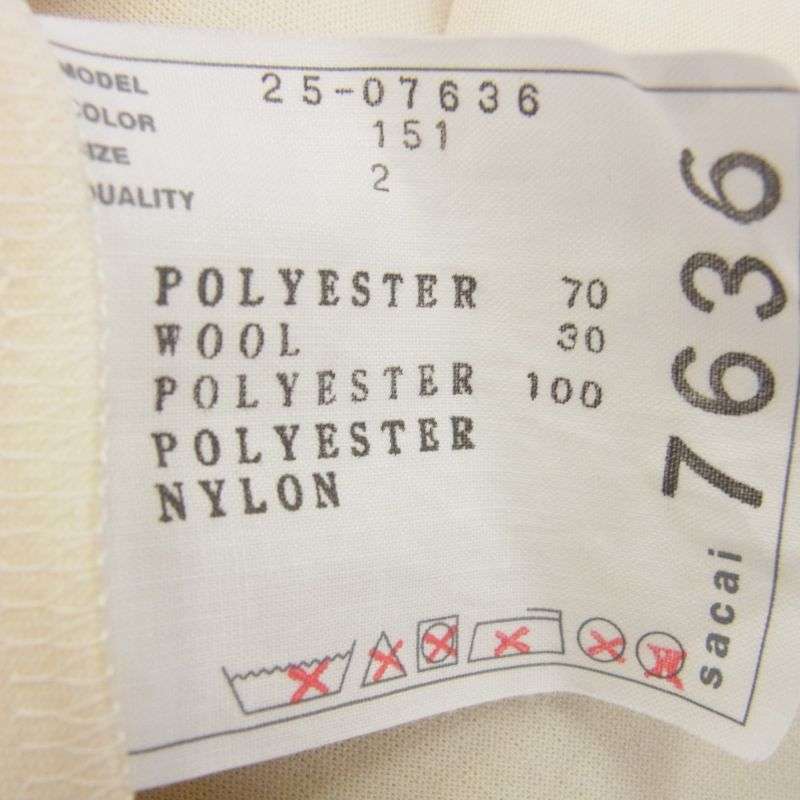 MODEL 25-07636
COLOR 151
SIZE 2
QUALITY
POLYESTER 70
WOOL 30
POLYESTER 100
POLYESTER
NYLON
sacai 7636